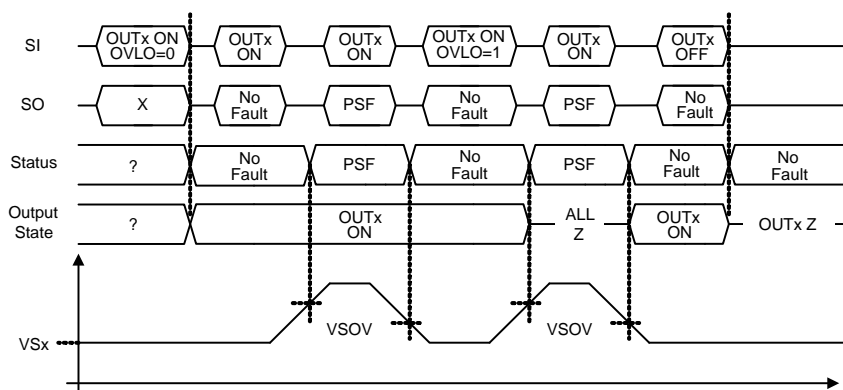 SI
OUTx ON
OVLO=0
OUTx
ON
OUTx
ON
OUTx ON
OVLO=1
OUTx
ON
OUTx
OFF
SO
X
No
Fault
PSF
No
Fault
PSF
No
Fault
Status
?
No
Fault
PSF
No
Fault
PSF
No
Fault
No
Fault
Output
State
?
OUTx
ON
ALL
Z
OUTx
ON
OUTx Z
VSx
VSOV
VSOV